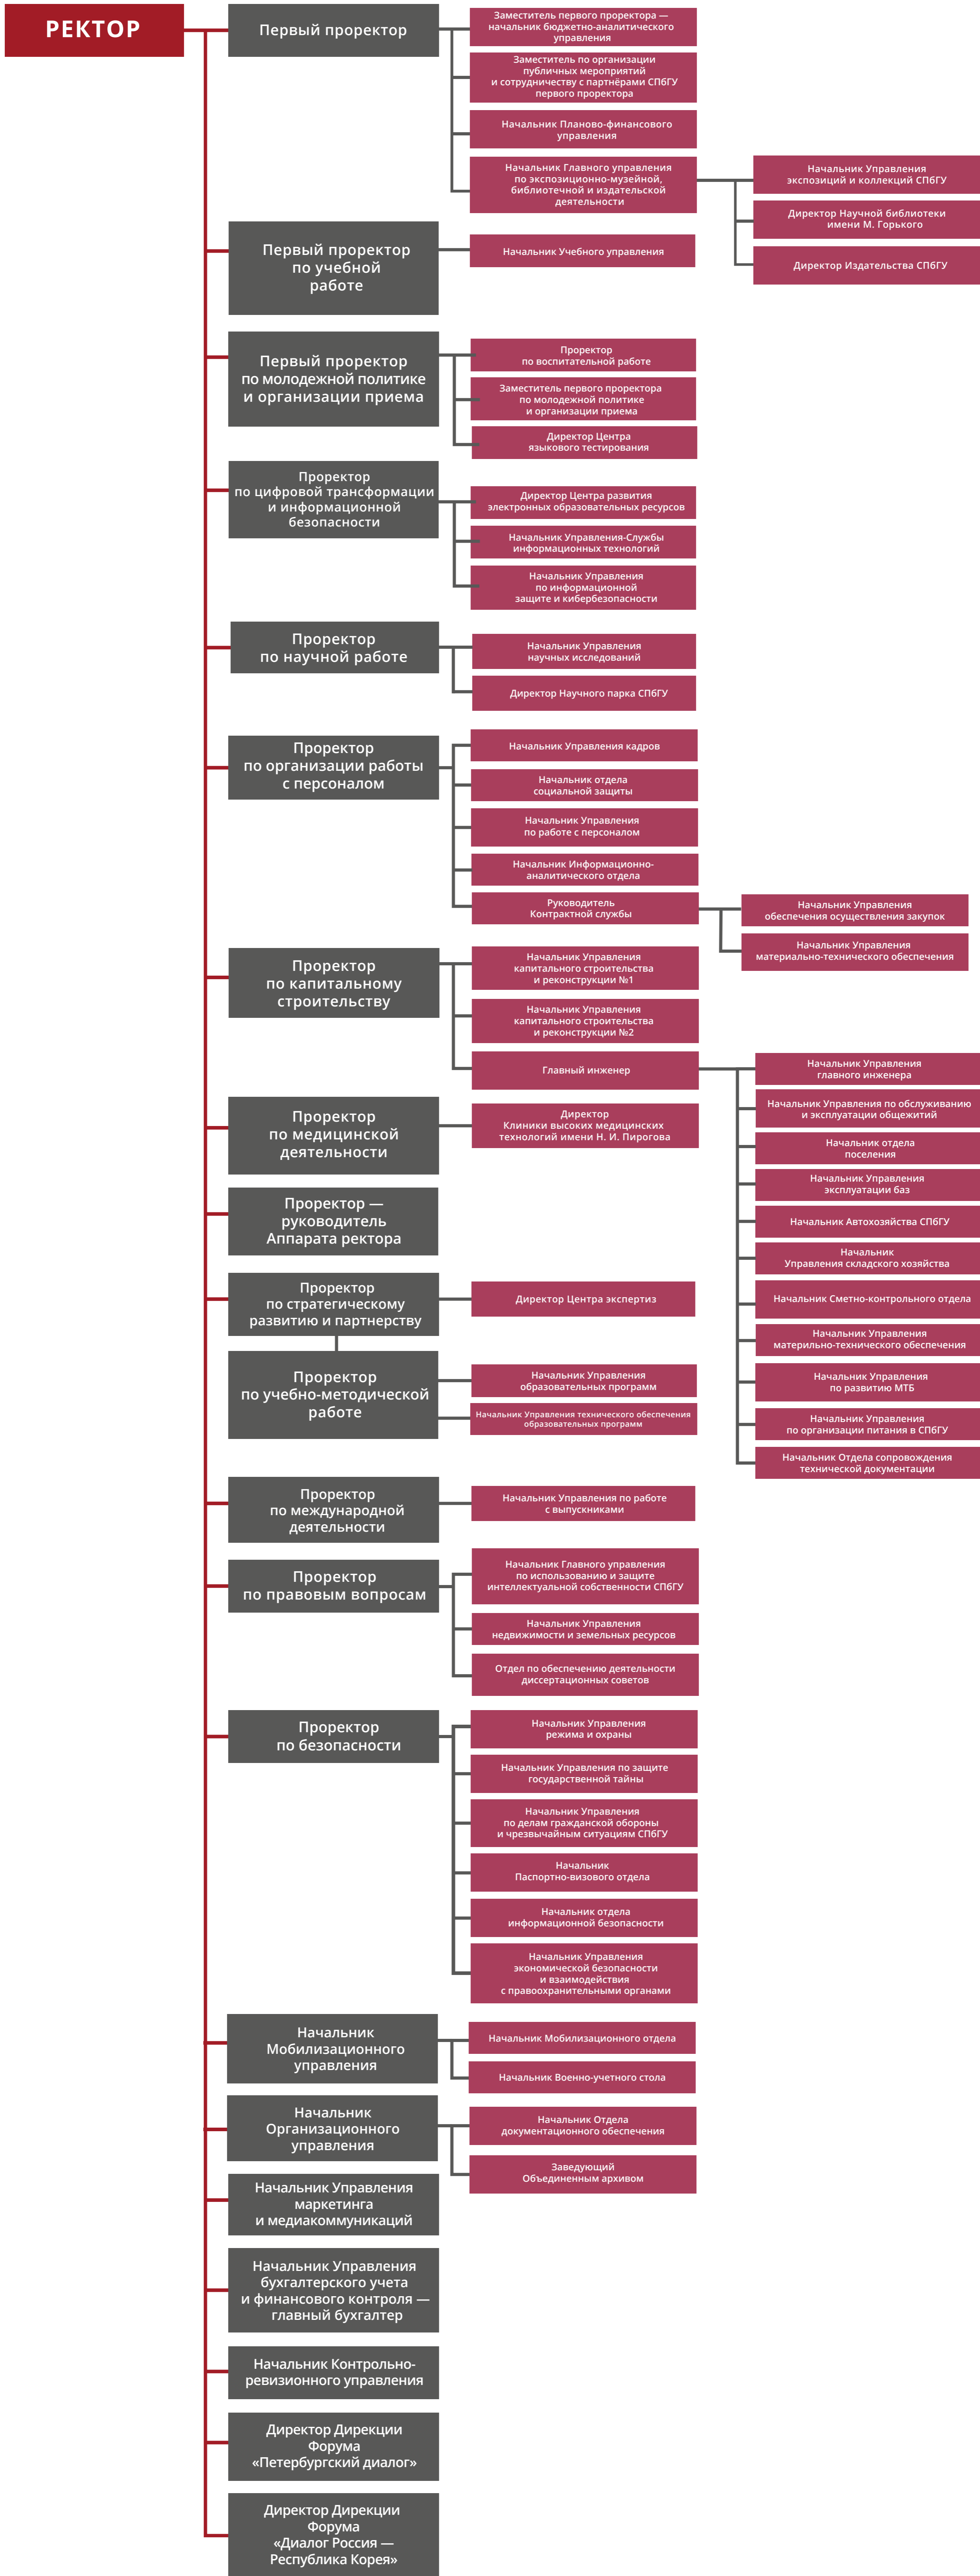 РЕКТОР
Первый проректор
Заместитель первого проректора —
начальник бюджетно-аналитического
управления
Заместитель по организации
публичных мероприятий
и сотрудничеству с партнёрами СПбГУ
первого проректора
Начальник Планово-финансового
управления
Начальник Главного управления
по экспозиционно-музейной,
библиотечной и издательской
деятельности
Начальник Управления
экспозиций и коллекций СПбГУ
Директор Научной библиотеки
имени М. Горького
Директор Издательства СПбГУ
Первый проректор
по учебной
работе
Начальник Учебного управления
Первый проректор
по молодежной политике
и организации приема
Проректор
по воспитательной работе
Заместитель первого проректора
по молодежной политике
и организации приема
Директор Центра
языкового тестирования
Проректор
по цифровой трансформации
и информационной
безопасности
Директор Центра развития
электронных образовательных ресурсов
Начальник Управления-Службы
информационных технологий
Начальник Управления
по информационной
защите и кибербезопасности
Проректор
по научной работе
Начальник Управления
научных исследований
Директор Научного парка СПбГУ
Проректор
по организации работы
с персоналом
Начальник Управления кадров
Начальник отдела
социальной защиты
Начальник Управления
по работе с персоналом
Начальник Информационно-
аналитического отдела
Руководитель
Контрактной службы
Начальник Управления
обеспечения осуществления закупок
Начальник Управления
материально-технического обеспечения
Проректор
по капитальному
строительству
Начальник Управления
капитального строительства
и реконструкции №1
Начальник Управления
капитального строительства
и реконструкции №2
Главный инженер
Начальник Управления
главного инженера
Начальник Управления по обслуживанию
и эксплуатации общежитий
Начальник отдела
поселения
Начальник Управления
эксплуатации баз
Начальник Автохозяйства СПбГУ
Начальник
Управления складского хозяйства
Начальник Сметно-контрольного отдела
Начальник Управления
материльно-технического обеспечения
Начальник Управления
по развитию МТБ
Начальник Управления
по организации питания в СПбГУ
Начальник Отдела сопровождения
технической документации
Проректор
по медицинской
деятельности
Директор
Клиники высоких медицинских
технологий имени Н. И. Пирогова
Проректор —
руководитель
Аппарата ректора
Проректор
по стратегическому
развитию и партнерству
Директор Центра экспертиз
Проректор
по учебно-методической
работе
Начальник Управления
образовательных программ
Начальник Управления технического обеспечения
образовательных программ
Проректор
по международной
деятельности
Начальник Управления по работе
с выпускниками
Проректор
по правовым вопросам
Начальник Главного управления
по использованию и защите
интеллектуальной собственности СПбГУ
Начальник Управления
недвижимости и земельных ресурсов
Отдел по обеспечению деятельности
диссертационных советов
Проректор
по безопасности
Начальник Управления
режима и охраны
Начальник Управления по защите
государственной тайны
Начальник Управления
по делам гражданской обороны
и чрезвычайным ситуациям СПбГУ
Начальник
Паспортно-визового отдела
Начальник отдела
информационной безопасности
Начальник Управления
экономической безопасности
и взаимодействия
с правоохранительными органами
Начальник
Мобилизационного
управления
Начальник Мобилизационного отдела
Начальник Военно-учетного стола
Начальник
Организационного
управления
Начальник Отдела
документационного обеспечения
Заведующий
Объединенным архивом
Начальник Управления
маркетинга
и медиакоммуникаций
Начальник Управления
бухгалтерского учета
и финансового контроля —
главный бухгалтер
Начальник Контрольно-
ревизионного управления
Директор Дирекции
Форума
«Петербургский диалог»
Директор Дирекции
Форума
«Диалог Россия —
Республика Корея»